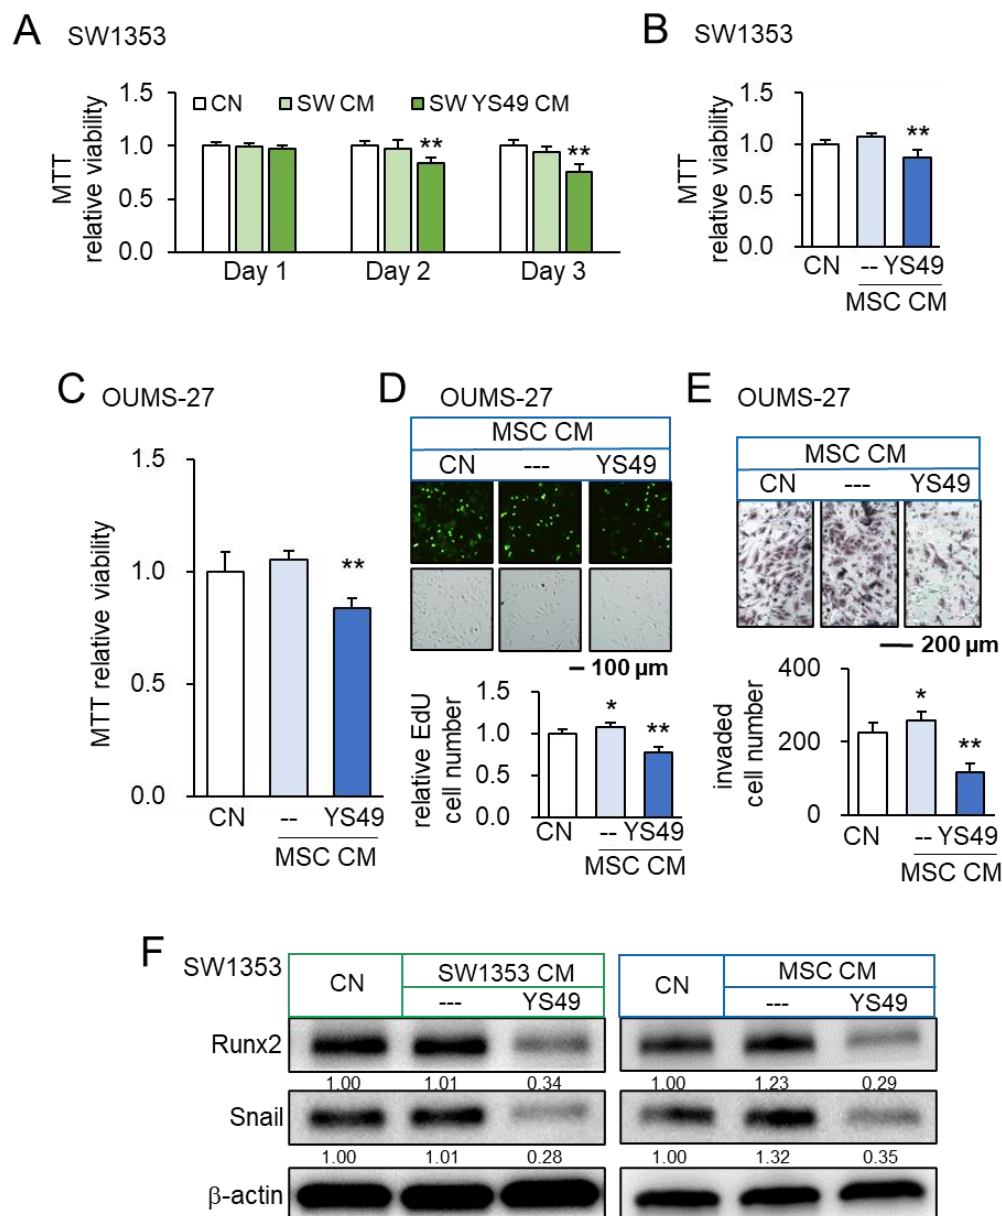 A SW1353
MTT
relative viability
1.5
1.0
0.5
0.0
CN SW CM SW YS49 CM
** **
Day 1 Day 2 Day 3
B SW1353
MTT
relative viability
1.5
1.0
0.5
0.0
**
CN -- YS49
MSC CM
C OUMS-27
MTT relative viability
1.5
1.0
0.5
0.0
**
CN -- YS49
MSC CM
D OUMS-27
MSC CM
CN --- YS49
100 μm
relative EdU
cell number
1.5
1.0
0.5
0.0
* **
CN -- YS49
MSC CM
E OUMS-27
MSC CM
CN --- YS49
200 μm
invaded
cell number
400
200
0
* **
CN -- YS49
MSC CM
F SW1353
CN SW1353 CM
--- YS49
CN MSC CM
--- YS49
Runx2
1.00 1.01 0.34 1.00 1.23 0.29
Snail
1.00 1.01 0.28 1.00 1.32 0.35
β-actin